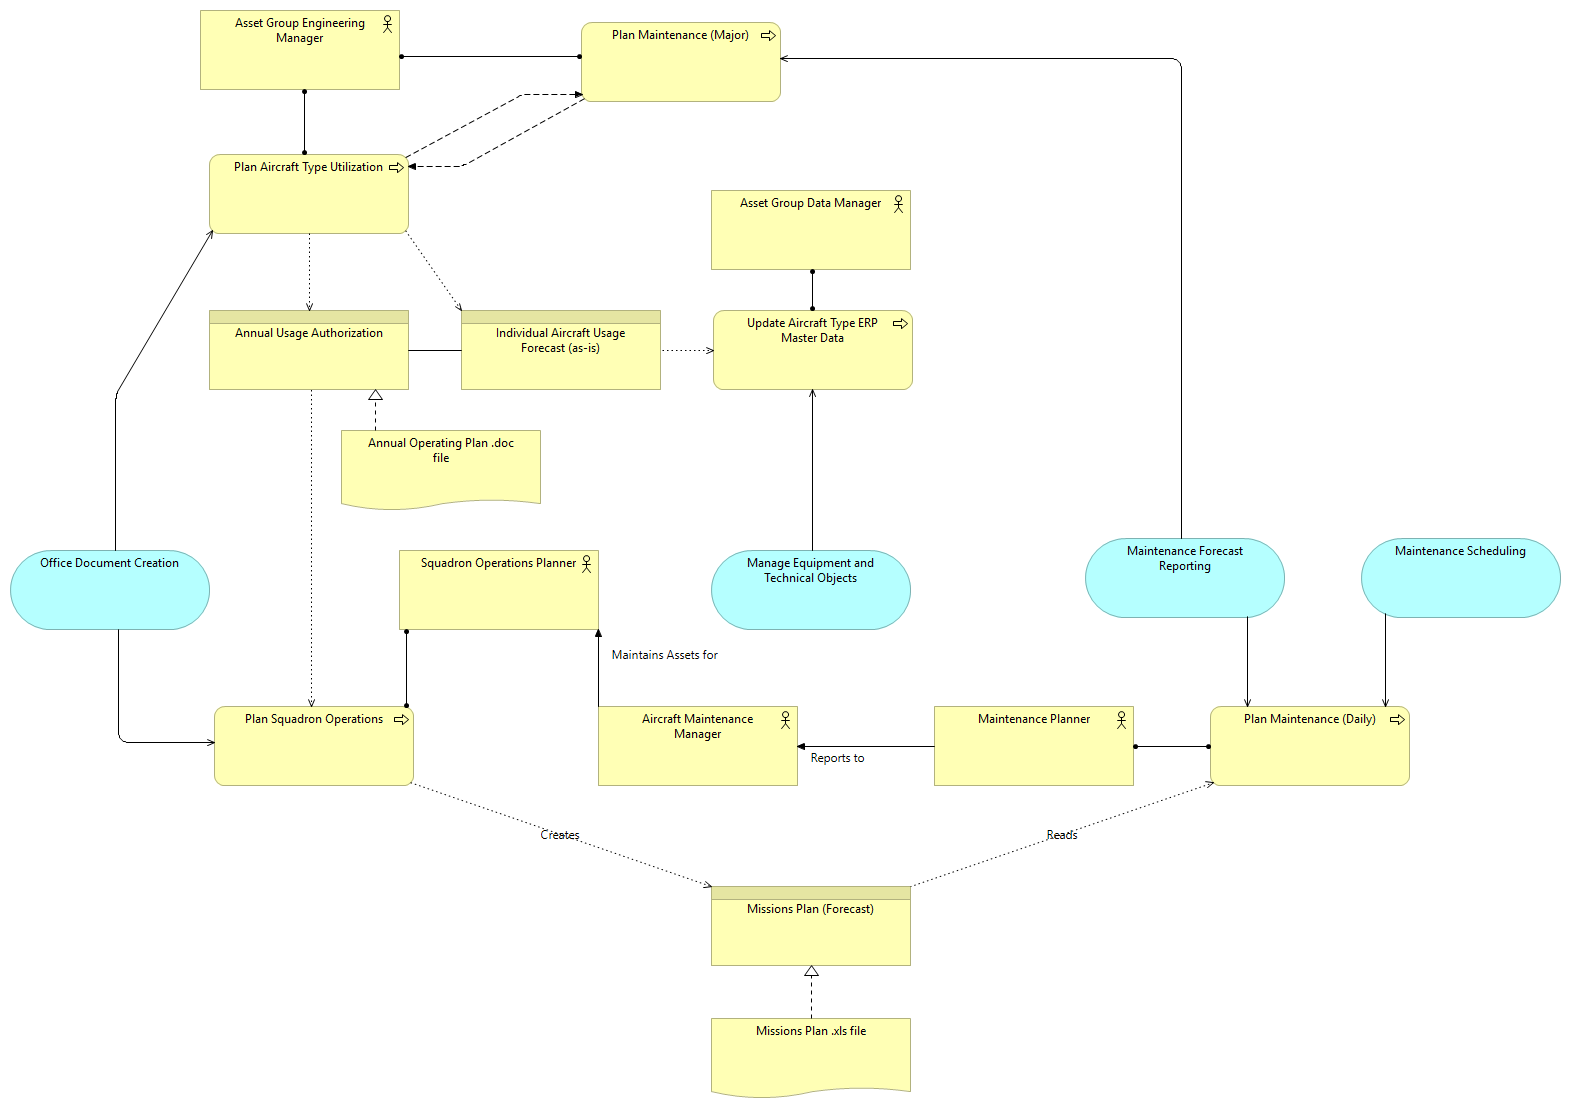 Asset Group Engineering
Manager
Plan Maintenance (Major)
Plan Aircraft Type Utilization
Asset Group Data Manager
Annual Usage Authorization
Individual Aircraft Usage
Forecast (as-is)
Update Aircraft Type ERP
Master Data
Annual Operating Plan .doc
file
Office Document Creation
Squadron Operations Planner
Manage Equipment and
Technical Objects
Maintenance Forecast
Reporting
Maintenance Scheduling
Maintains Assets for
Plan Squadron Operations
Aircraft Maintenance
Manager
Reports to
Maintenance Planner
Plan Maintenance (Daily)
Creates
Reads
Missions Plan (Forecast)
Missions Plan .xls file